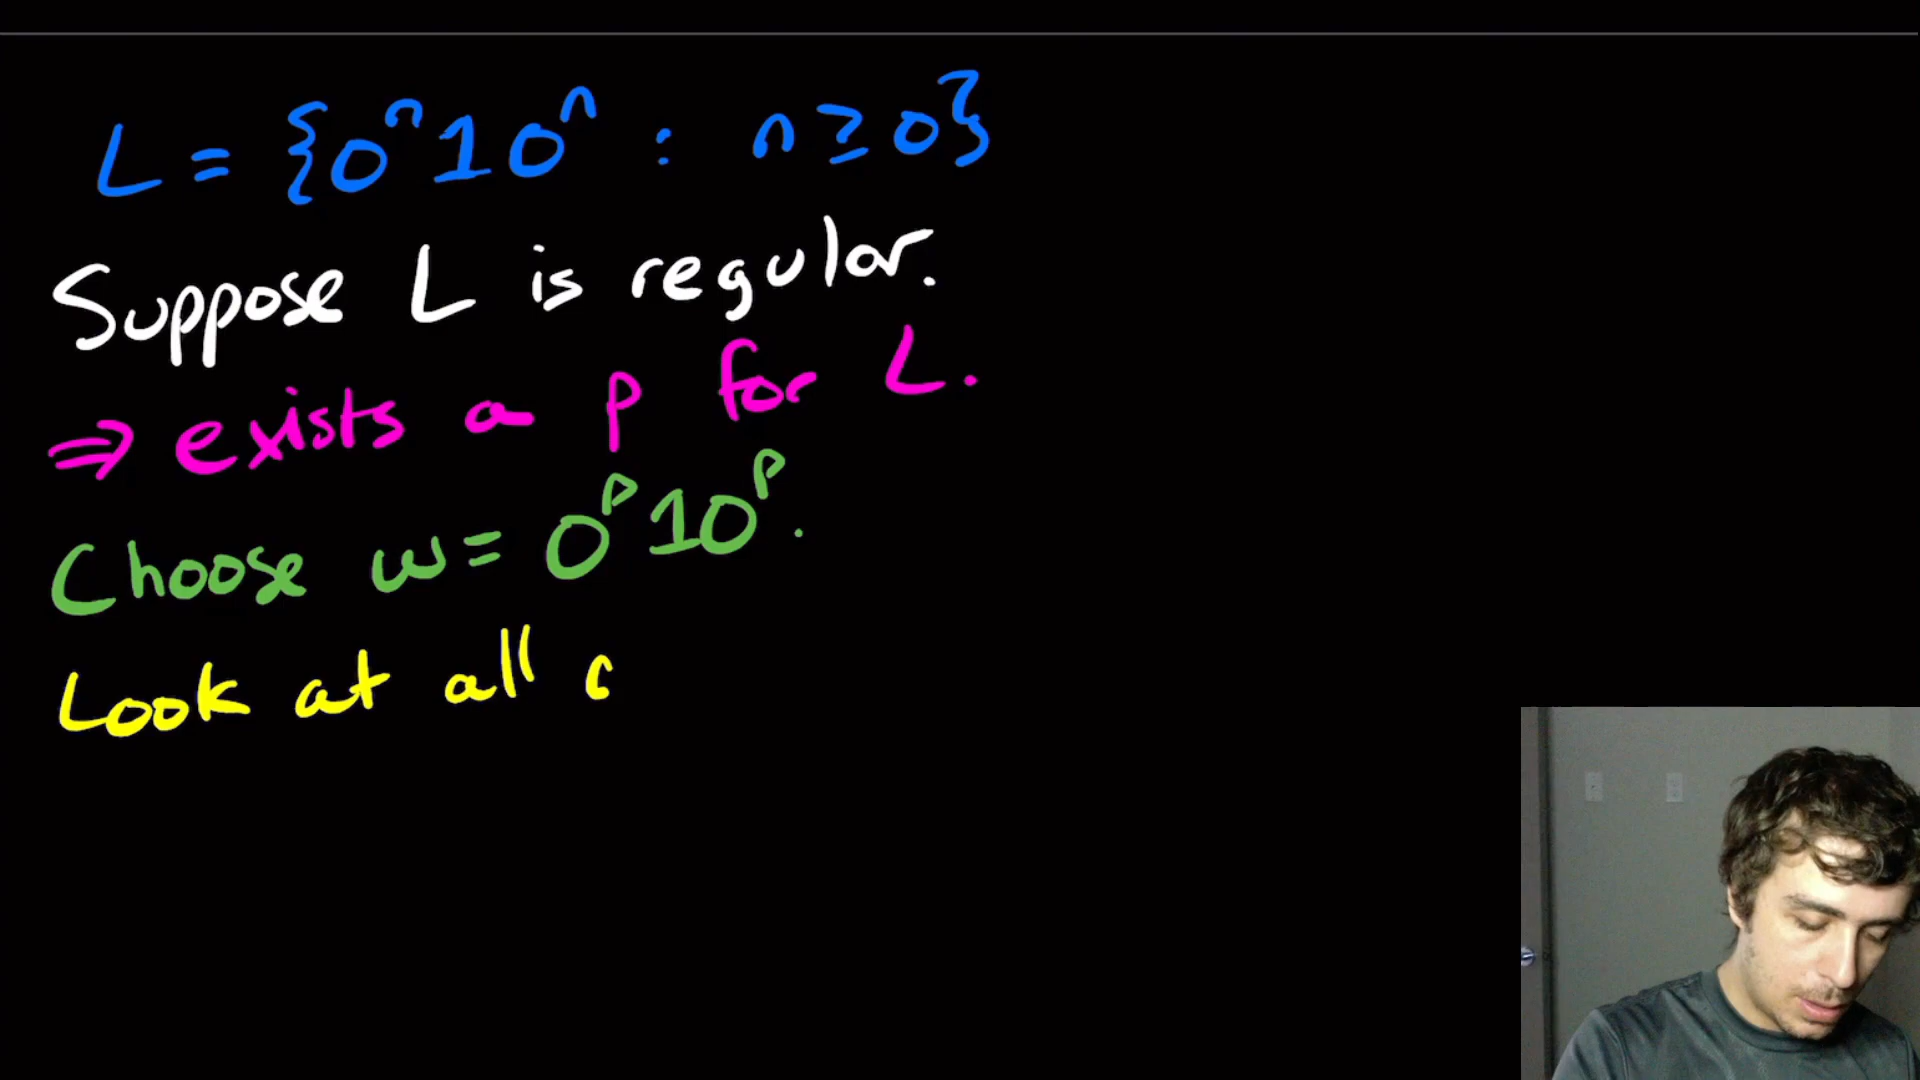 L = {0ⁿ10ⁿ : n ≥ 0}
Suppose L is regular.
⇒ exists a p for L.
Choose w = 0ᵖ10ᵖ.
Look at all